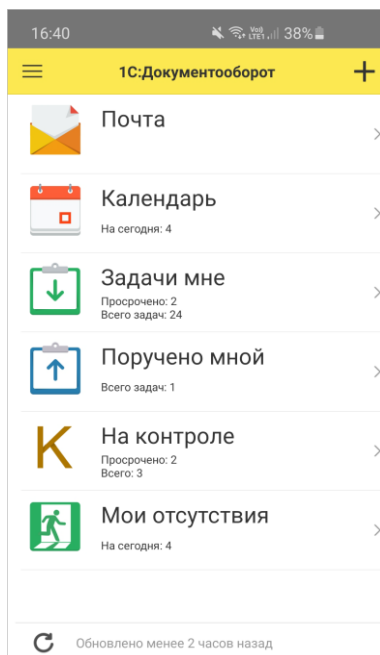 16:40 Vo)) LTE1 38%
1С:Документооборот
Почта
Календарь
На сегодня: 4
Задачи мне
Просрочено: 2
Всего задач: 24
Поручено мной
Всего задач: 1
К
На контроле
Просрочено: 2
Всего: 3
Мои отсутствия
На сегодня: 4
Обновлено менее 2 часов назад